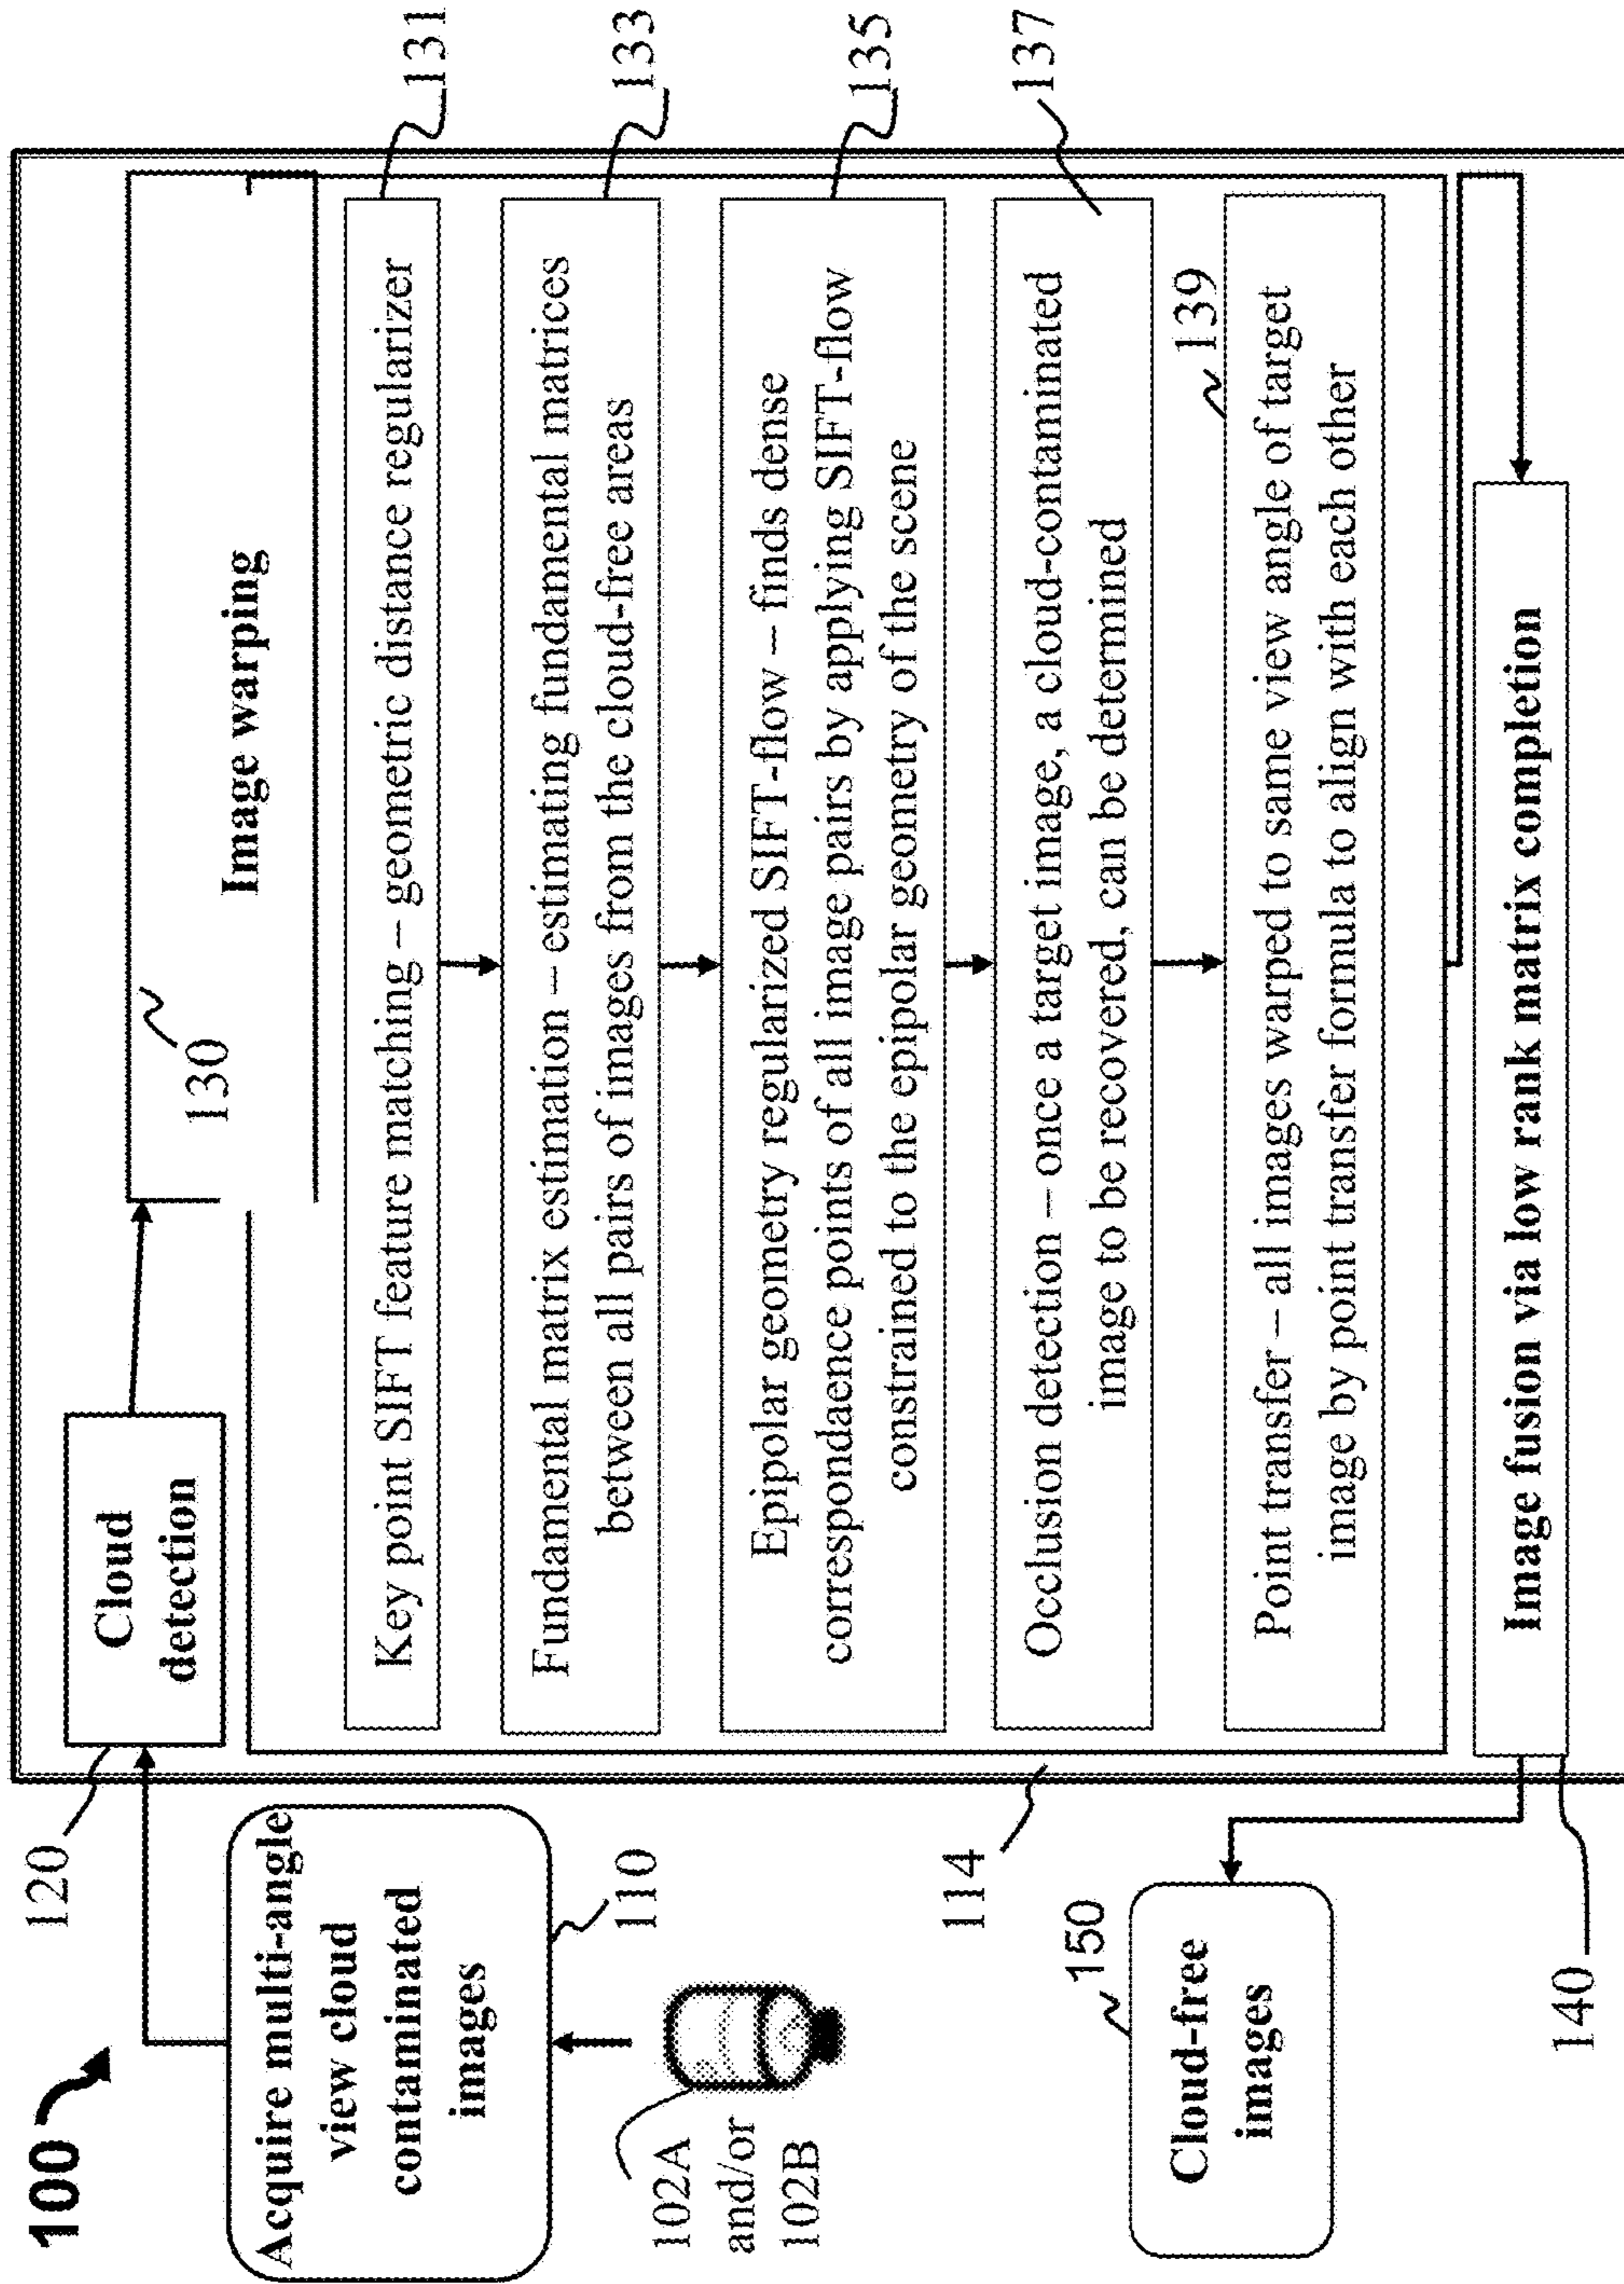 100
Acquire multi-angle
view cloud
contaminated
images
110
102A
and/or
102B
120
Cloud
detection
130
Image warping
Key point SIFT feature matching – geometric distance regularizer
131
Fundamental matrix estimation – estimating fundamental matrices
between all pairs of images from the cloud-free areas
133
Epipolar geometry regularized SIFT-flow – finds dense
correspondaence points of all image pairs by applying SIFT-flow
constrained to the epipolar geometry of the scene
135
Occlusion detection – once a target image, a cloud-contaminated
image to be recovered, can be determined
137
139
Point transfer – all images warped to same view angle of target
image by point transfer formula to align with each other
114
Image fusion via low rank matrix completion
140
150
Cloud-free
images